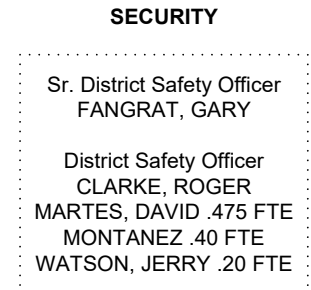 SECURITY
Sr. District Safety Officer
FANGRAT, GARY
District Safety Officer
CLARKE, ROGER
MARTES, DAVID .475 FTE
MONTANEZ .40 FTE
WATSON, JERRY .20 FTE